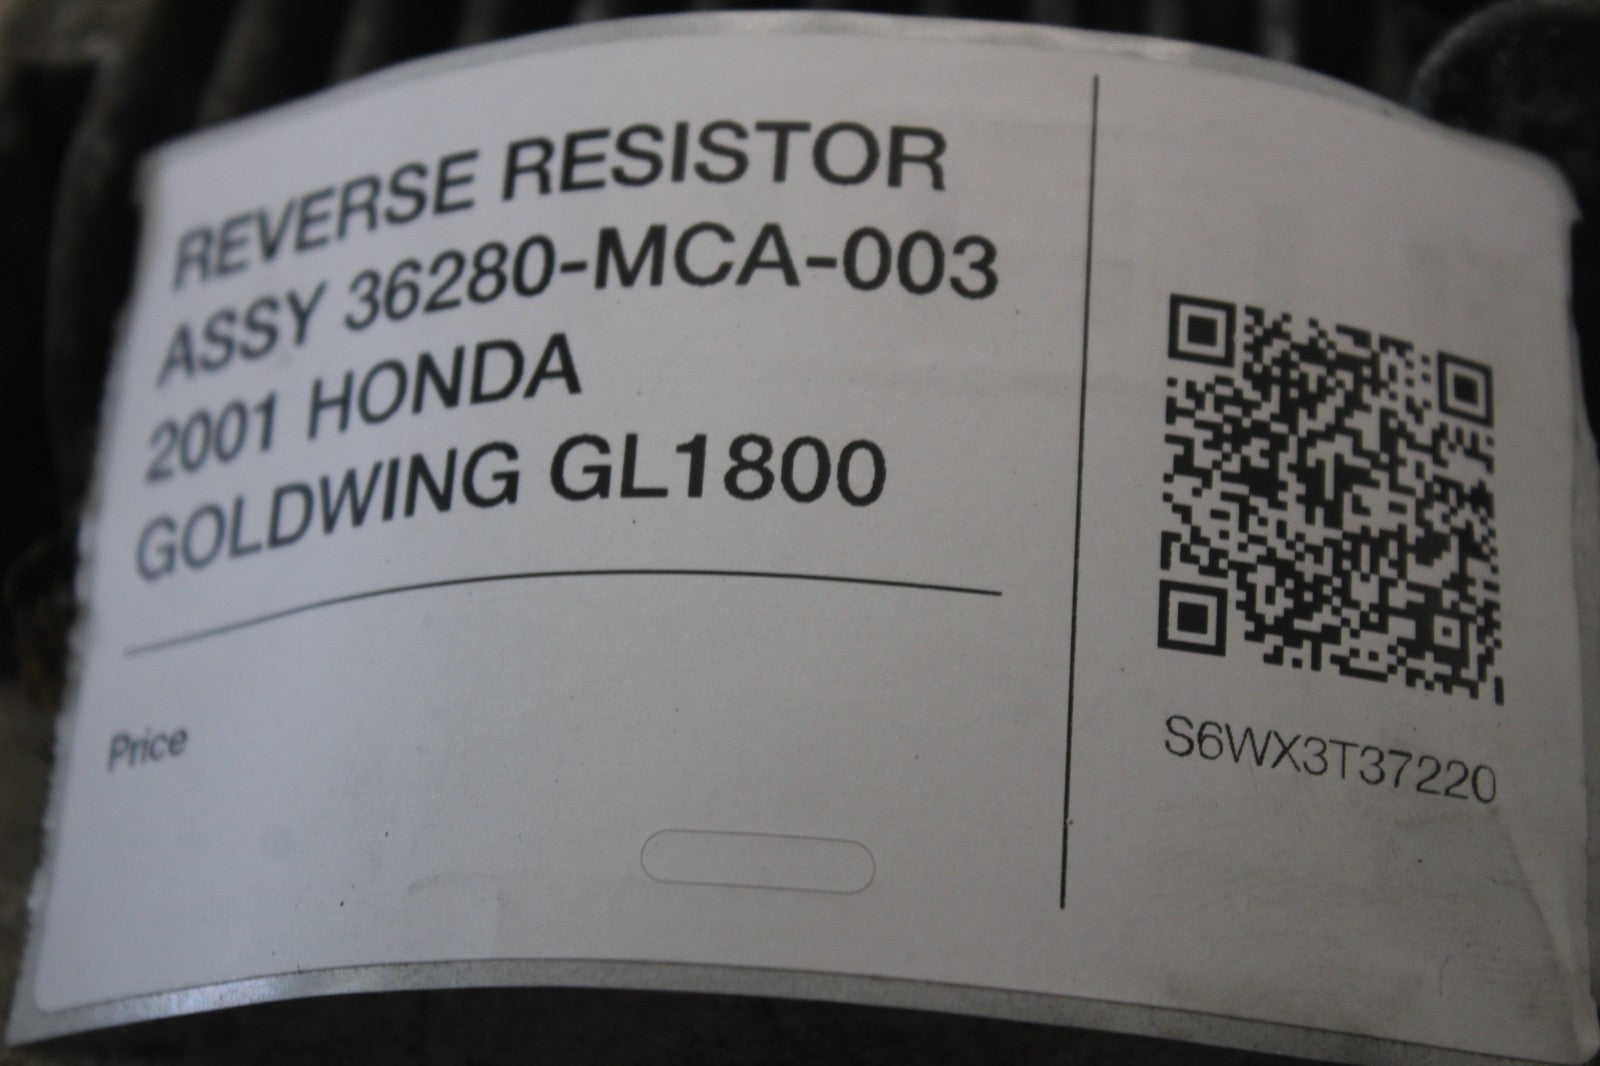 REVERSE RESISTOR
ASSY 36280-MCA-003
2001 HONDA
GOLDWING GL1800
Price
S6WX3T37220